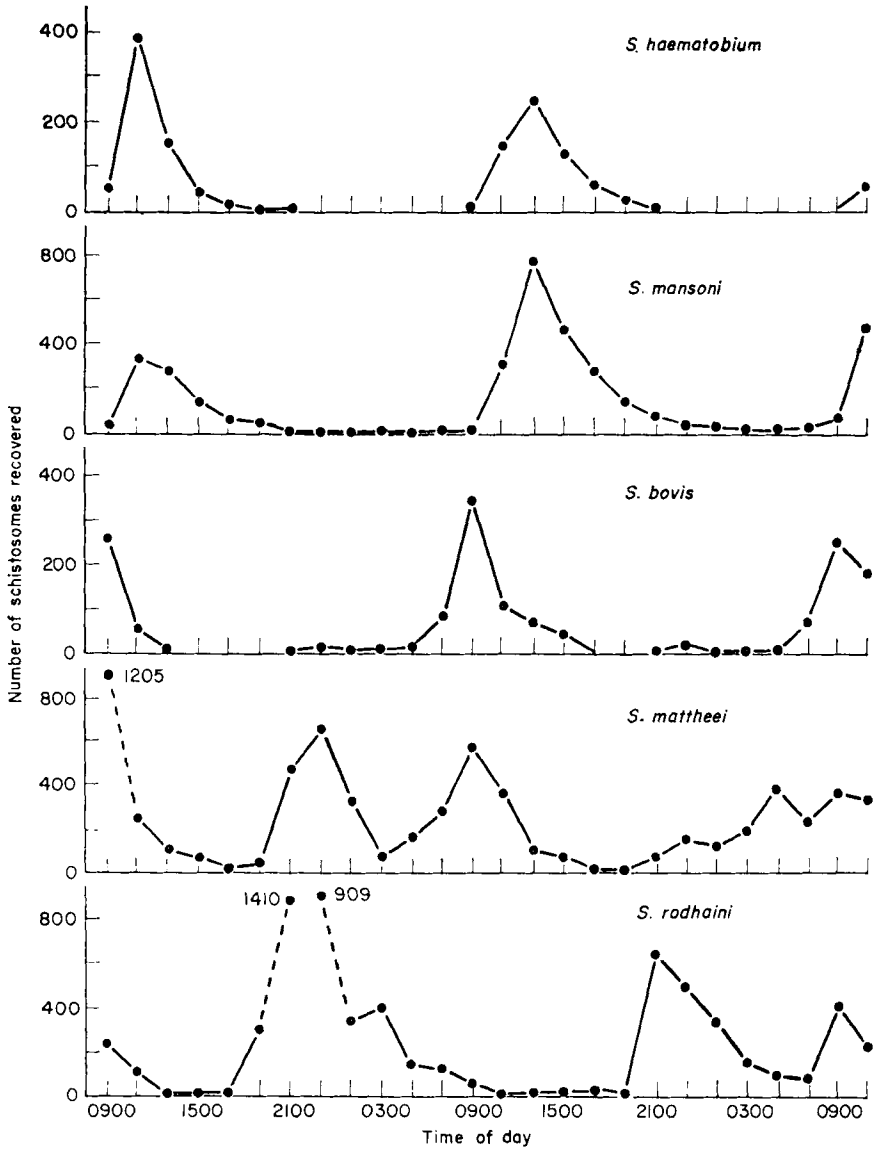 400
200
0
S. haematobium
800
400
0
S. mansoni
400
200
0
S. bovis
1205
800
400
0
S. mattheei
1410
909
800
400
0
S. rodhaini
Number of schistosomes recovered
0900 1500 2100 0300 0900 1500 2100 0300 0900
Time of day